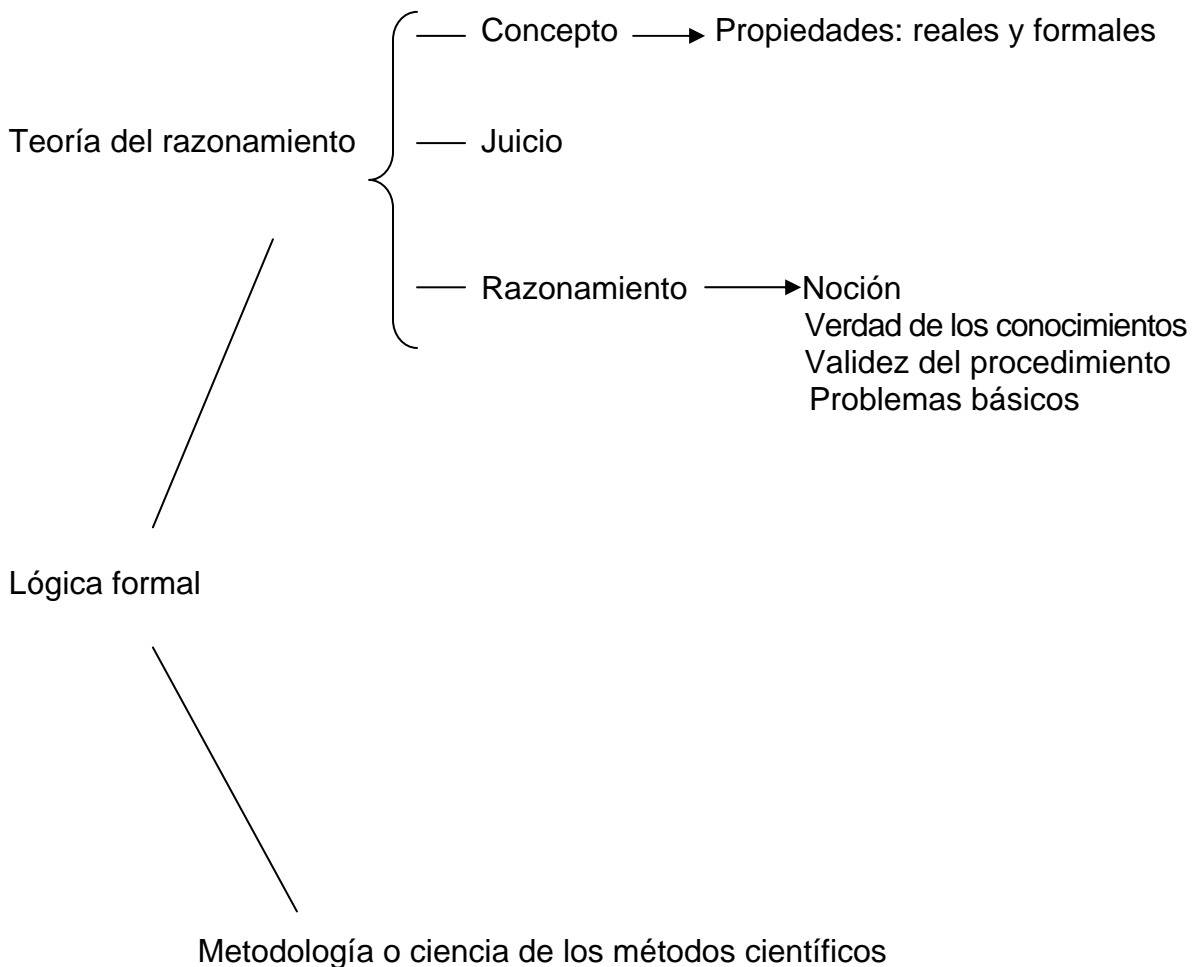 Concepto Propiedades: reales y formales
Teoría del razonamiento Juicio
Razonamiento Noción
Verdad de los conocimientos
Validez del procedimiento
Problemas básicos
Lógica formal
Metodología o ciencia de los métodos científicos